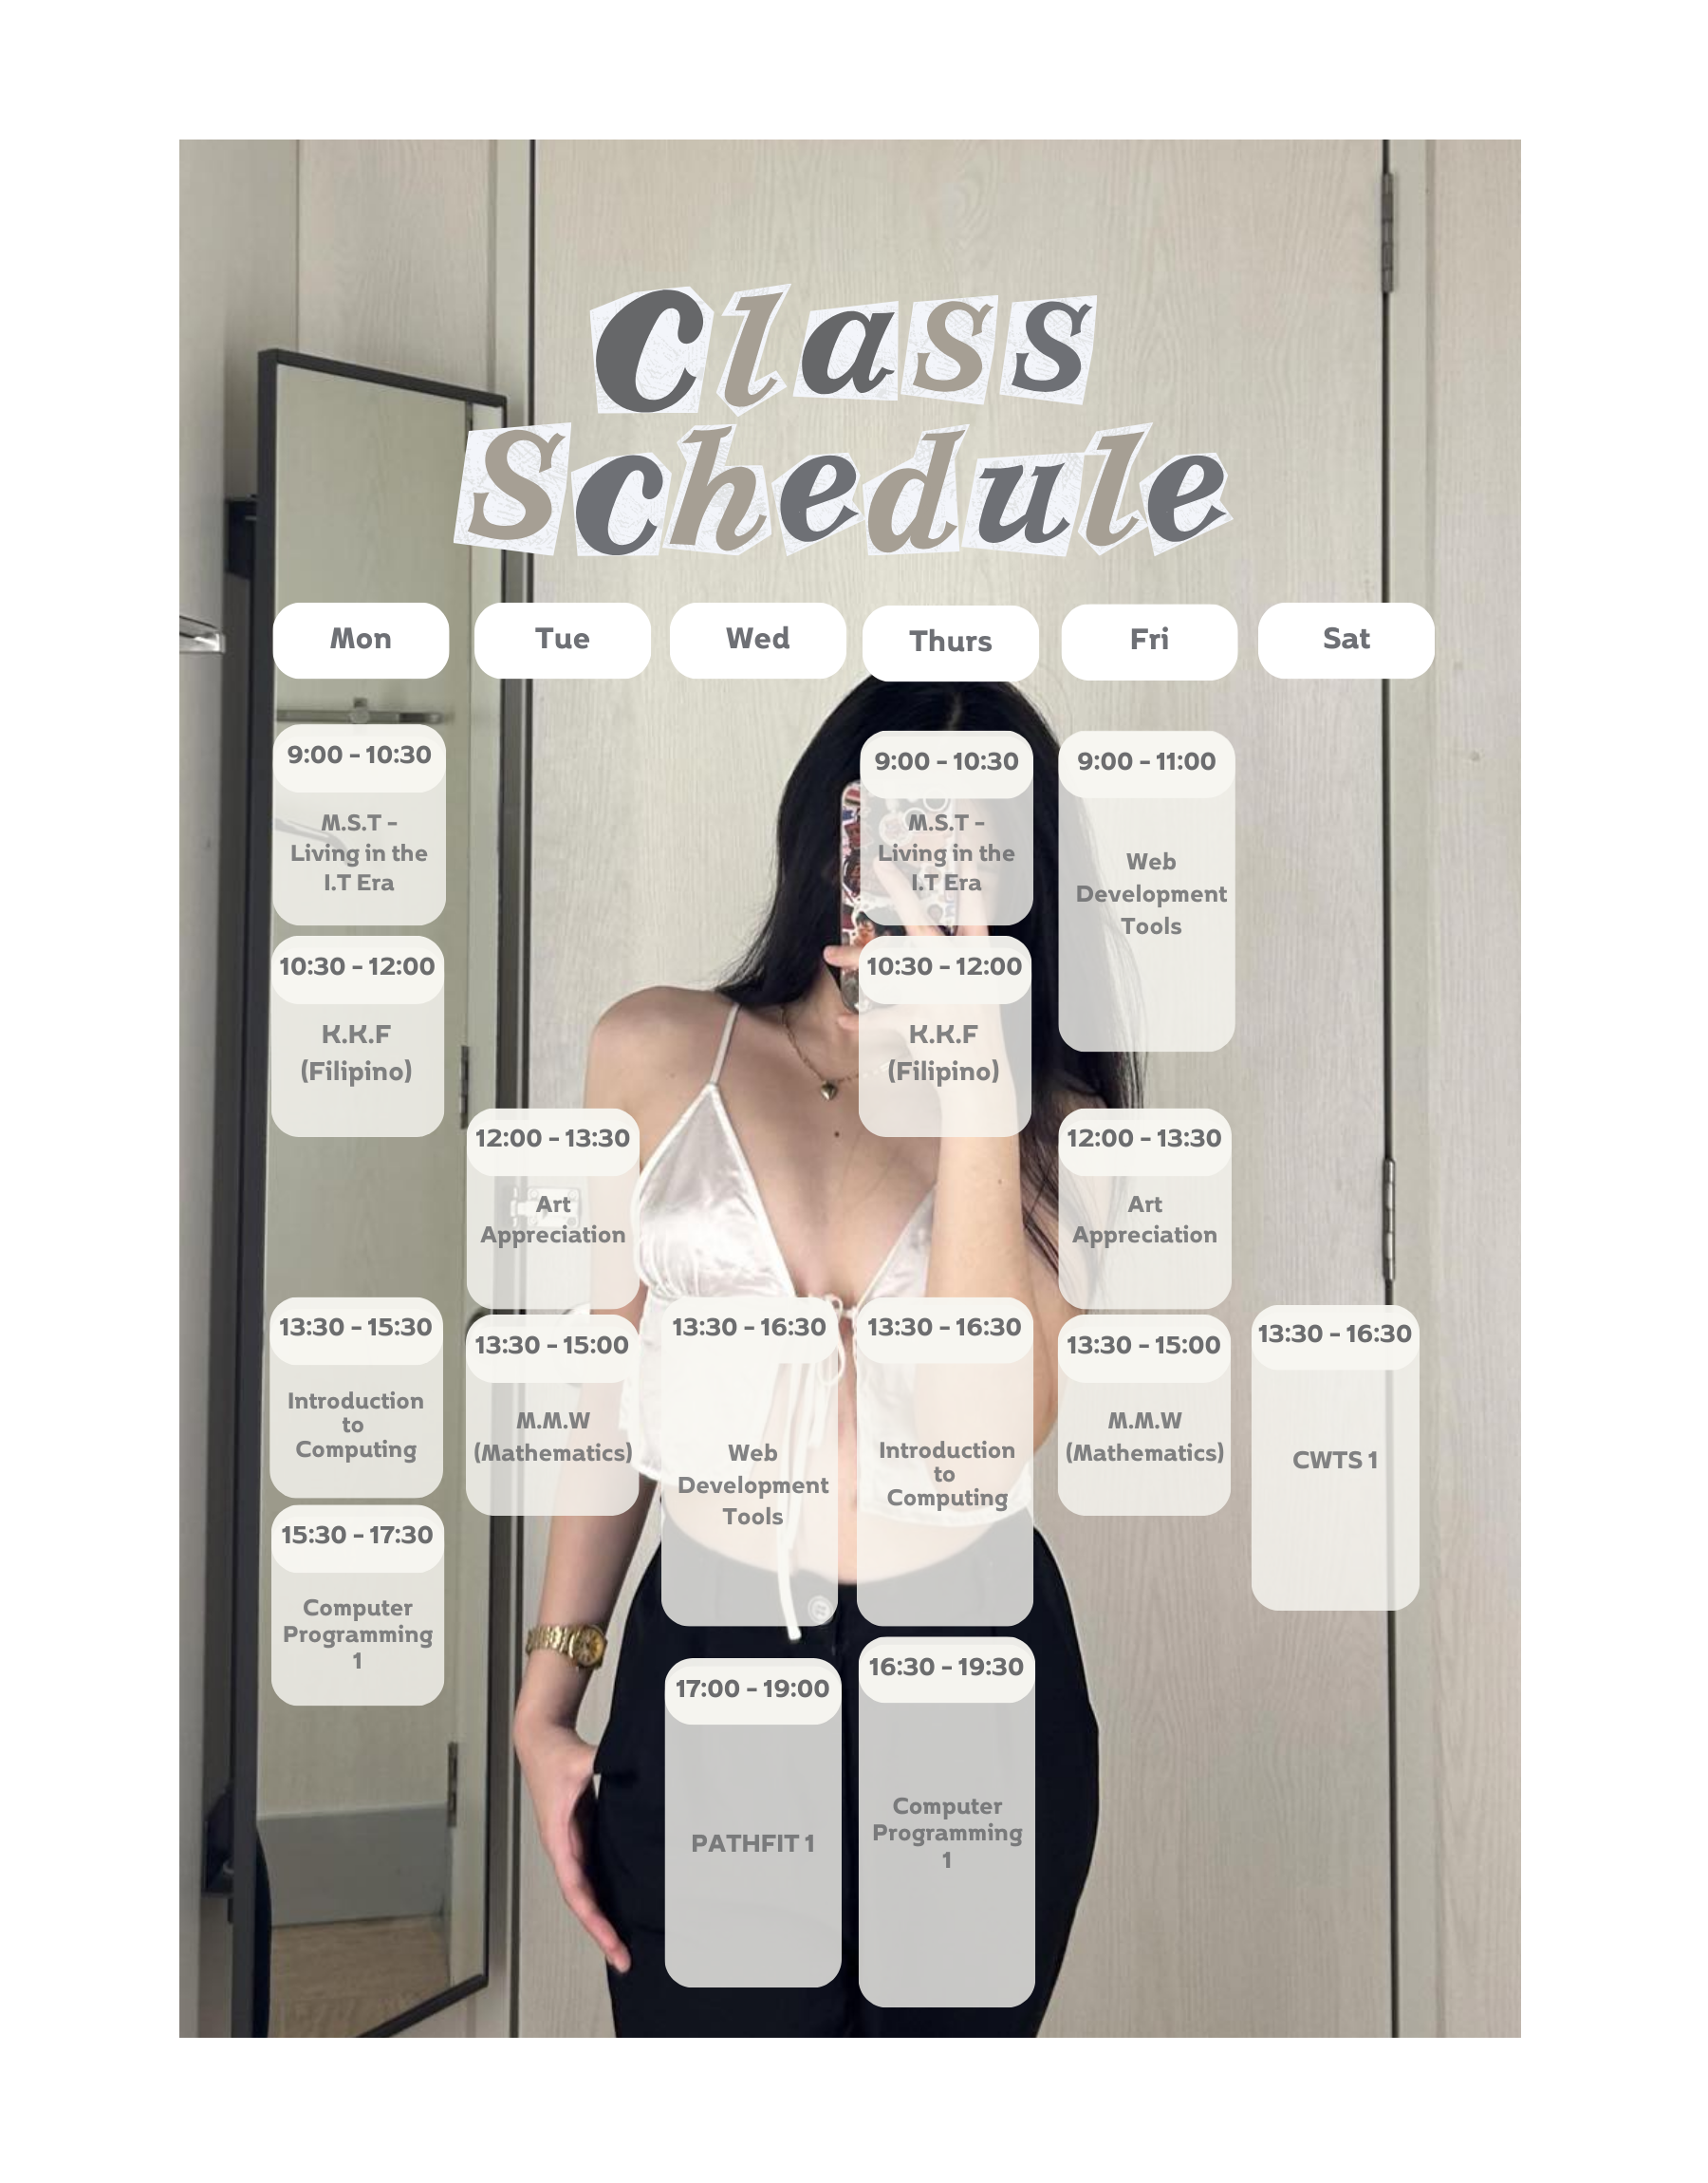 Class
Schedule
Mon
Tue
Wed
Thurs
Fri
Sat
9:00 - 10:30
M.S.T -
Living in the
I.T Era
10:30 - 12:00
K.K.F
(Filipino)
13:30 - 15:30
Introduction
to
Computing
15:30 - 17:30
Computer
Programming
1
12:00 - 13:30
Art
Appreciation
13:30 - 15:00
M.M.W
(Mathematics)
13:30 - 16:30
Web
Development
Tools
17:00 - 19:00
PATHFIT 1
9:00 - 10:30
M.S.T -
Living in the
I.T Era
10:30 - 12:00
K.K.F
(Filipino)
13:30 - 16:30
Introduction
to
Computing
16:30 - 19:30
Computer
Programming
1
9:00 - 11:00
Web
Development
Tools
12:00 - 13:30
Art
Appreciation
13:30 - 15:00
M.M.W
(Mathematics)
13:30 - 16:30
CWTS 1